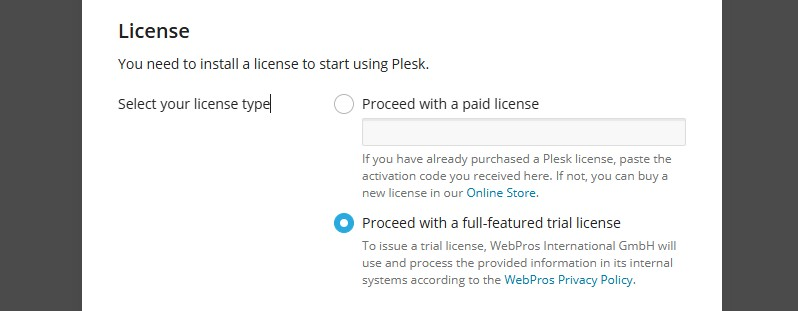 License
You need to install a license to start using Plesk.
Select your license type
Proceed with a paid license
If you have already purchased a Plesk license, paste the
activation code you received here. If not, you can buy a
new license in our Online Store.
Proceed with a full-featured trial license
To issue a trial license, WebPros International GmbH will
use and process the provided information in its internal
systems according to the WebPros Privacy Policy.